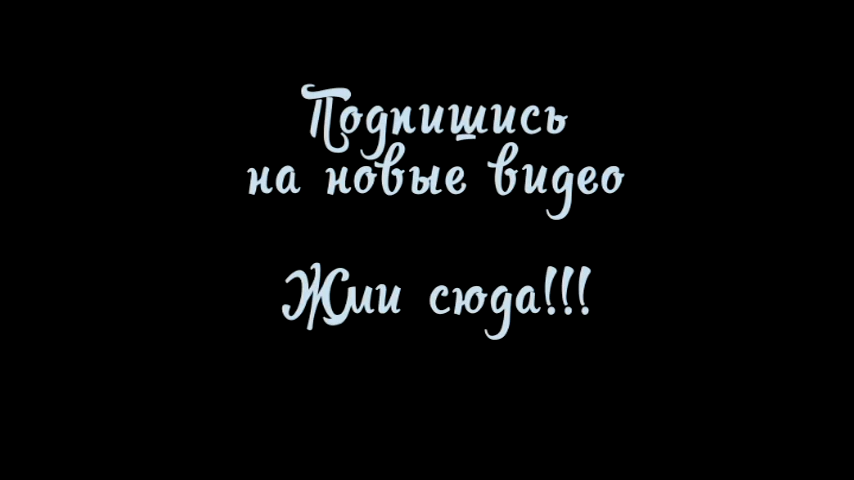 Подпишись
на новые видео
Жми сюда!!!